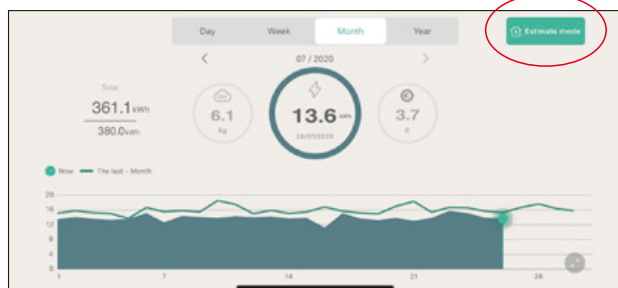 Day Week Month Year
Estimate mode
07 / 2020
Total
361.1 kWh
380.0 kWh
6.1
kg
13.6 kWh
26/07/2020
3.7
€
Now The last - Month
20
16
12
8
4
0
1 7 14 21 28